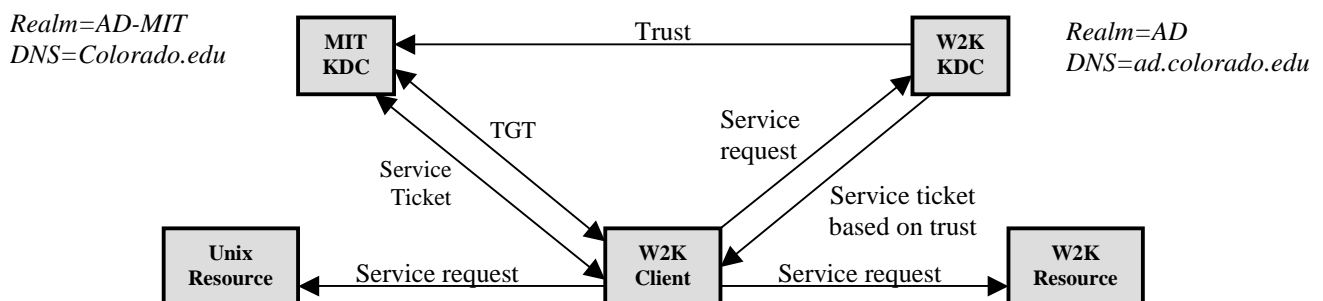 Realm=AD-MIT
DNS=Colorado.edu
MIT
KDC
Trust
W2K
KDC
Realm=AD
DNS=ad.colorado.edu
TGT
Service
Ticket
Service
request
Service ticket
based on trust
Unix
Resource
Service request
W2K
Client
Service request
W2K
Resource